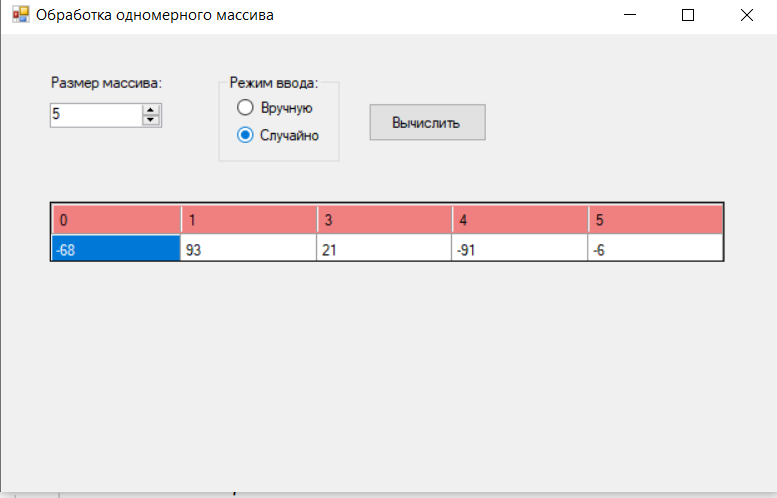 Обработка одномерного массива
Размер массива:
5
Режим ввода:
Вручную
Случайно
Вычислить
0 1 3 4 5
-68 93 21 -91 -6